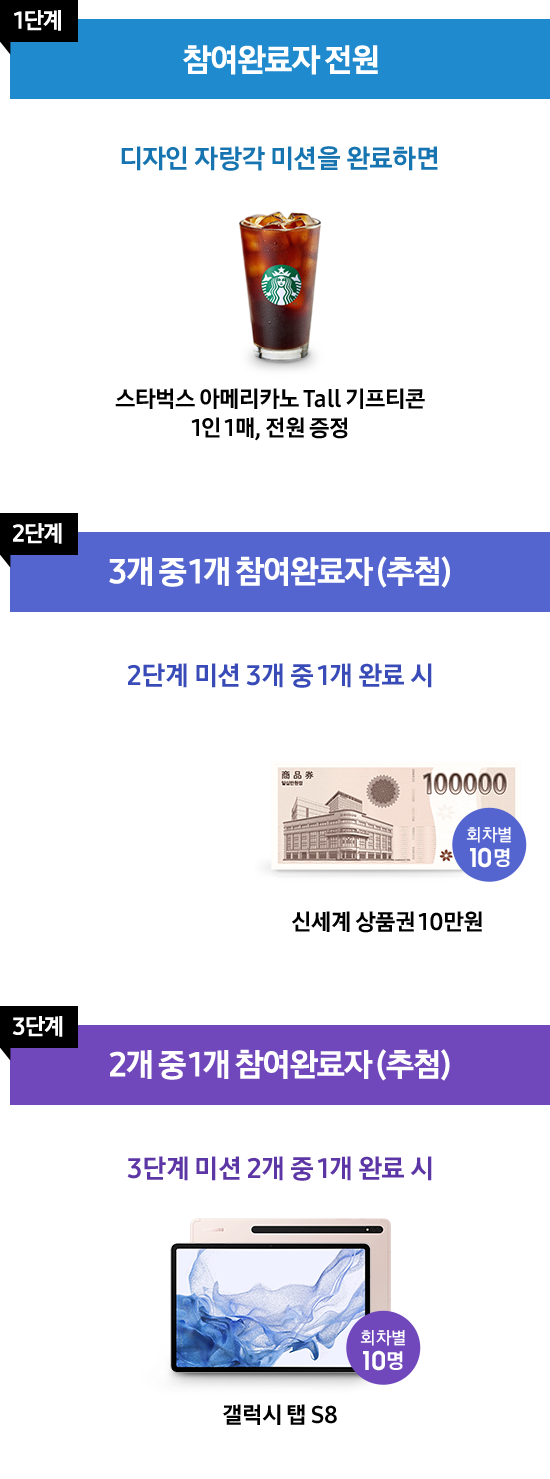 1단계
참여완료자 전원
디자인 자랑각 미션을 완료하면
스타벅스 아메리카노 Tall 기프티콘
1인 1매, 전원 증정
2단계
3개 중 1개 참여완료자 (추첨)
2단계 미션 3개 중 1개 완료 시
商品券
일십만원정
100000
회차별
10명
신세계 상품권 10만원
3단계
2개 중 1개 참여완료자 (추첨)
3단계 미션 2개 중 1개 완료 시
회차별
10명
갤럭시 탭 S8